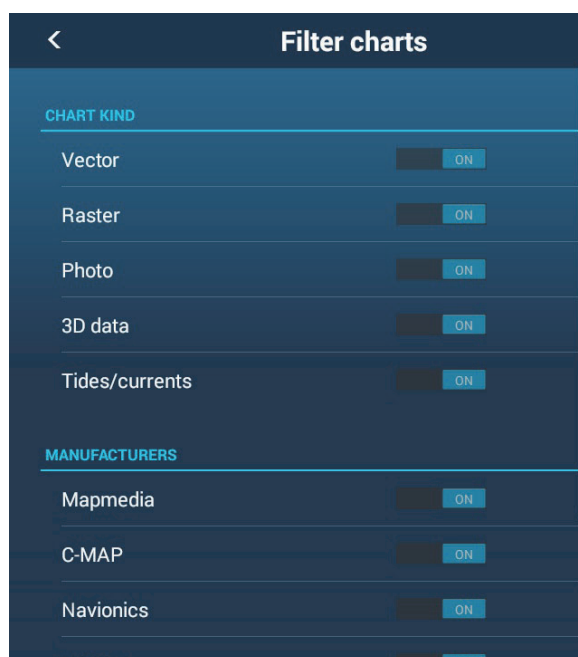 Filter charts
CHART KIND
Vector ON
Raster ON
Photo ON
3D data ON
Tides/currents ON
MANUFACTURERS
Mapmedia ON
C-MAP ON
Navionics ON